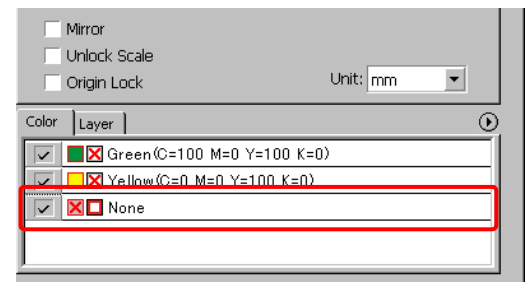 Mirror
Unlock Scale
Origin Lock
Unit: mm
Color Layer
Green(C=100 M=0 Y=100 K=0)
Yellow(C=0 M=0 Y=100 K=0)
None